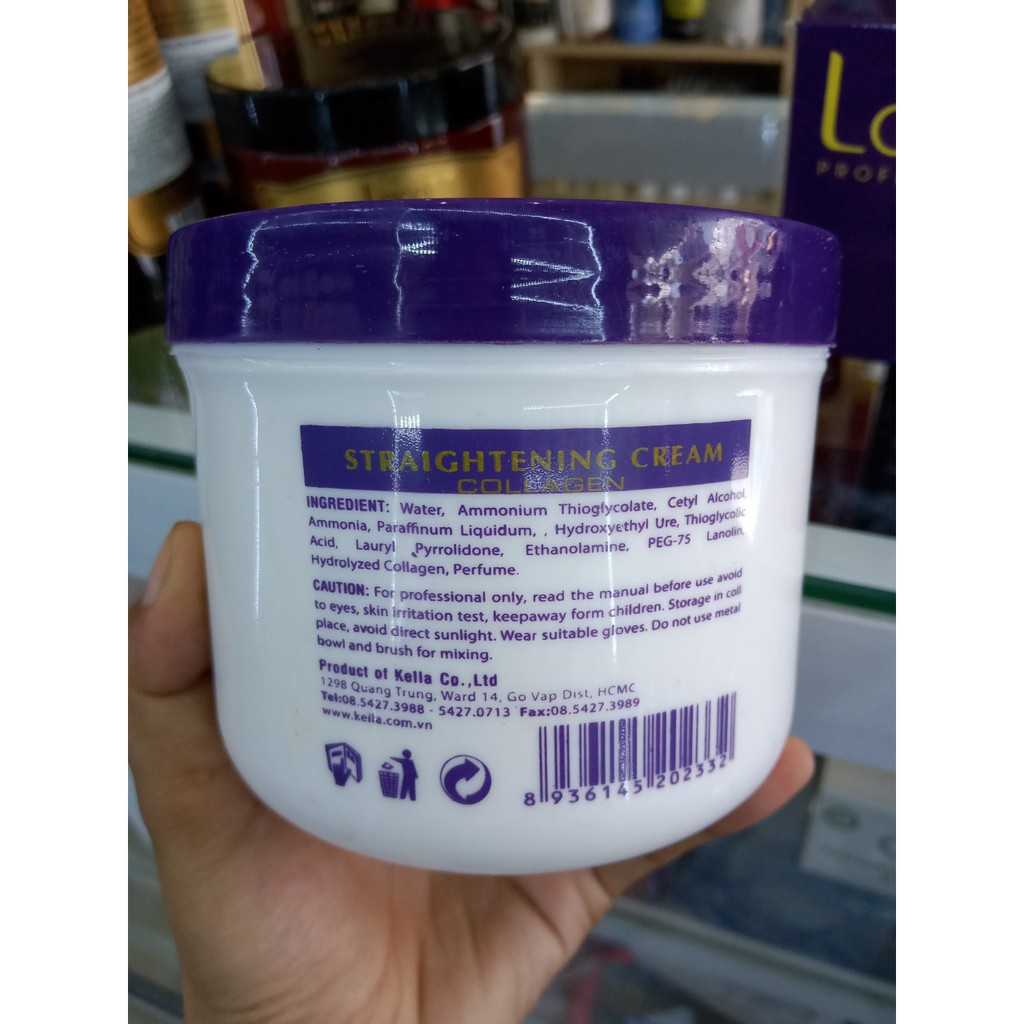 STRAIGHTENING CREAM
COLLAGEN
INGREDIENT: Water, Ammonium Thioglycolate, Cetyl Alcohol,
Ammonia, Paraffinum Liquidum, , Hydroxyethyl Ure, Thioglycolic
Acid, Lauryl Pyrrolidone, Ethanolamine, PEG-75 Lanolin,
Hydrolyzed Collagen, Perfume.
CAUTION: For professional only, read the manual before use avoid
to eyes, skin irritation test, keepaway form children. Storage in coll
place, avoid direct sunlight. Wear suitable gloves. Do not use metal
bowl and brush for mixing.
Product of Kella Co.,Ltd
1298 Quang Trung, Ward 14, Go Vap Dist, HCMC
Tel:08.5427.3988 - 5427.0713 Fax:08.5427.3989
www.keila.com.vn
8 936145 202332
PROF